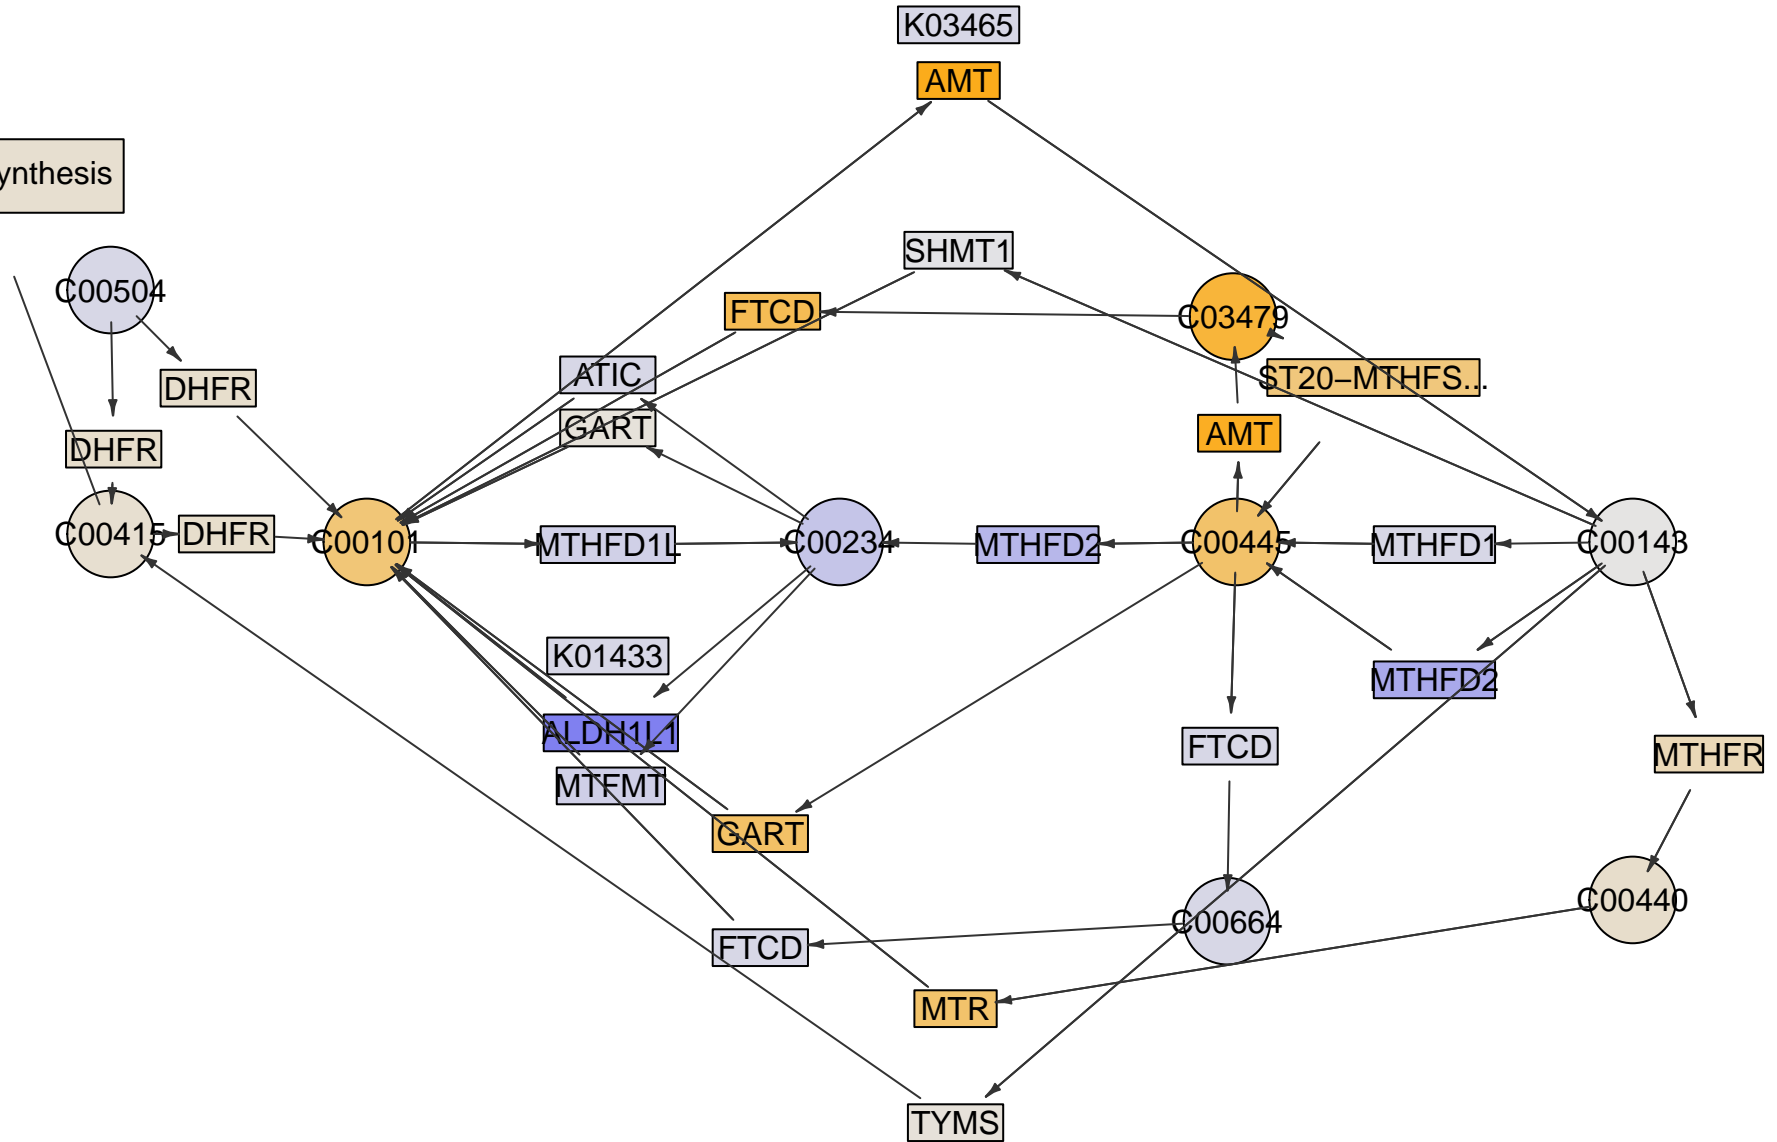 K03465
AMT
ynthesis
SHMT1
C00504
FTCD
C03479
ATIC
ST20−MTHFS...
DHFR
GART
AMT
DHFR
C00415
DHFR
C00101
MTHFD1L
C00234
MTHFD2
C00445
MTHFD1
C00143
K01433
MTHFD2
ALDH1L1
FTCD
MTHFR
MTFMT
GART
C00440
C00664
FTCD
MTR
TYMS